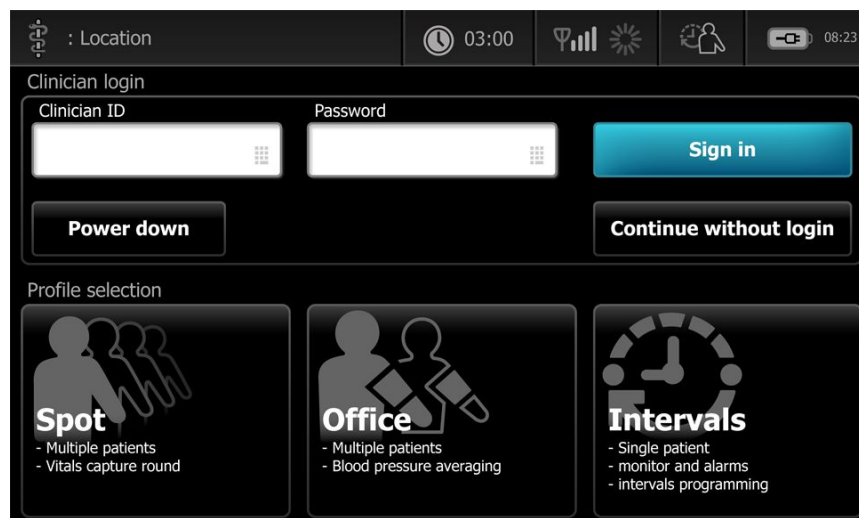 : Location
03:00
08:23
Clinician login
Clinician ID
Password
Sign in
Power down
Continue without login
Profile selection
Spot
- Multiple patients
- Vitals capture round
Office
- Multiple patients
- Blood pressure averaging
Intervals
- Single patient
- monitor and alarms
- intervals programming